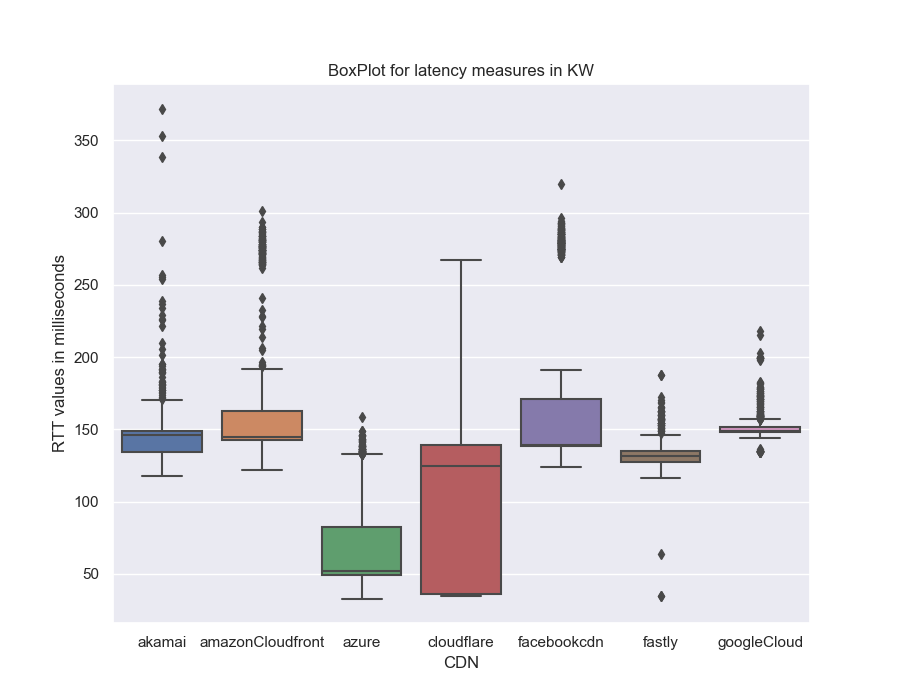 BoxPlot for latency measures in KW
RTT values in milliseconds
350
300
250
200
150
100
50
akamai amazonCloudfront azure cloudflare facebookcdn fastly googleCloud
CDN